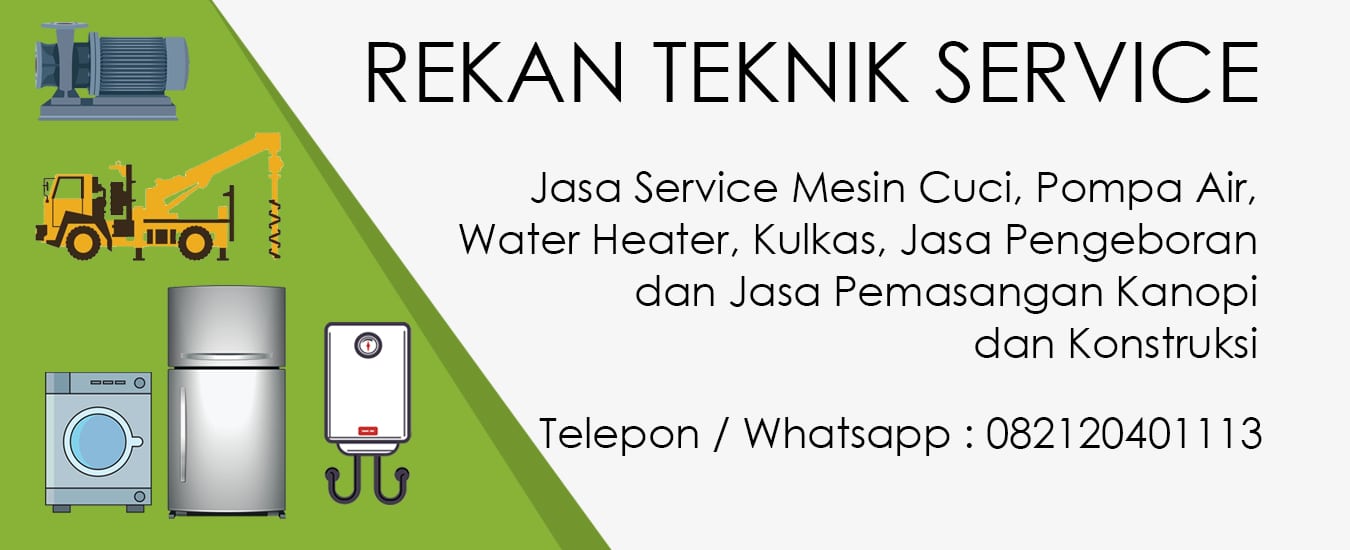 REKAN TEKNIK SERVICE
Jasa Service Mesin Cuci, Pompa Air,
Water Heater, Kulkas, Jasa Pengeboran
dan Jasa Pemasangan Kanopi
dan Konstruksi
Telepon / Whatsapp : 082120401113